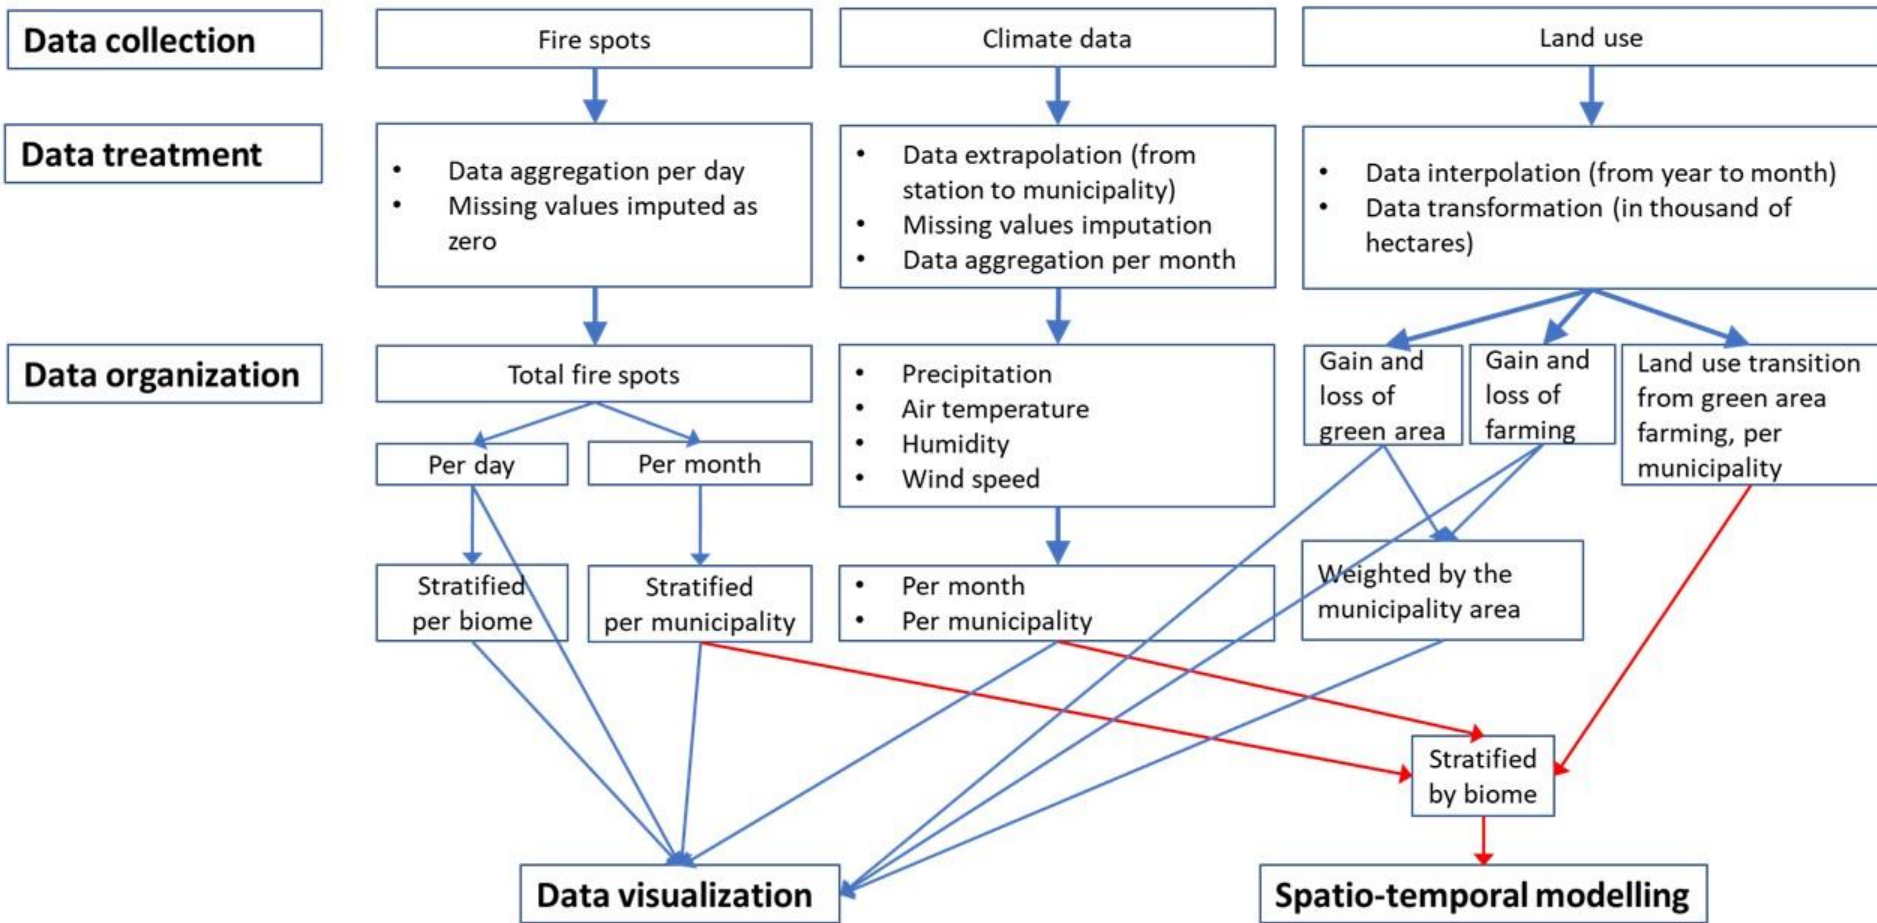 Data collection
Fire spots
Climate data
Land use
Data treatment
• Data aggregation per day
• Missing values imputed as
zero
• Data extrapolation (from
station to municipality)
• Missing values imputation
• Data aggregation per month
• Data interpolation (from year to month)
• Data transformation (in thousand of
hectares)
Data organization
Total fire spots
Per day
Per month
Stratified
per biome
Stratified
per municipality
• Precipitation
• Air temperature
• Humidity
• Wind speed
• Per month
• Per municipality
Gain and
loss of
green area
Gain and
loss of
farming
Land use transition
from green area
farming, per
municipality
Weighted by the
municipality area
Stratified
by biome
Data visualization
Spatio-temporal modelling